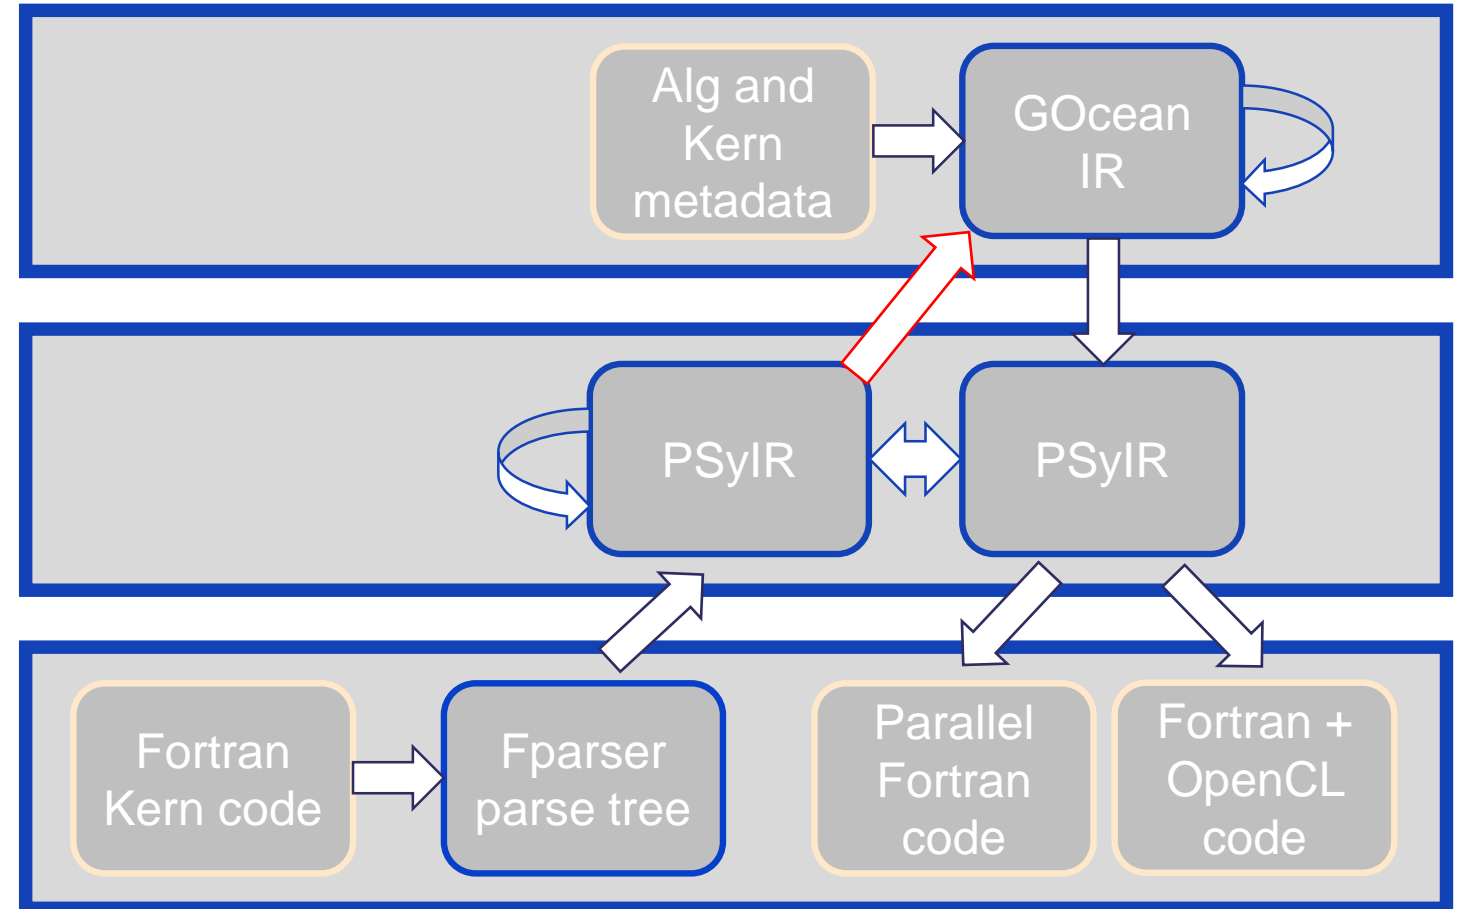 Alg and
Kern
metadata
GOcean
IR
PSyIR
PSyIR
Fortran
Kern code
Fparser
parse tree
Parallel
Fortran
code
Fortran +
OpenCL
code